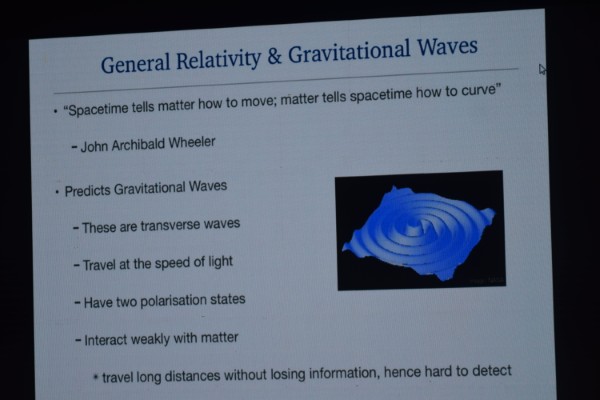 General Relativity & Gravitational Waves
• “Spacetime tells matter how to move; matter tells spacetime how to curve”
– John Archibald Wheeler
• Predicts Gravitational Waves
– These are transverse waves
– Travel at the speed of light
– Have two polarisation states
– Interact weakly with matter
* travel long distances without losing information, hence hard to detect